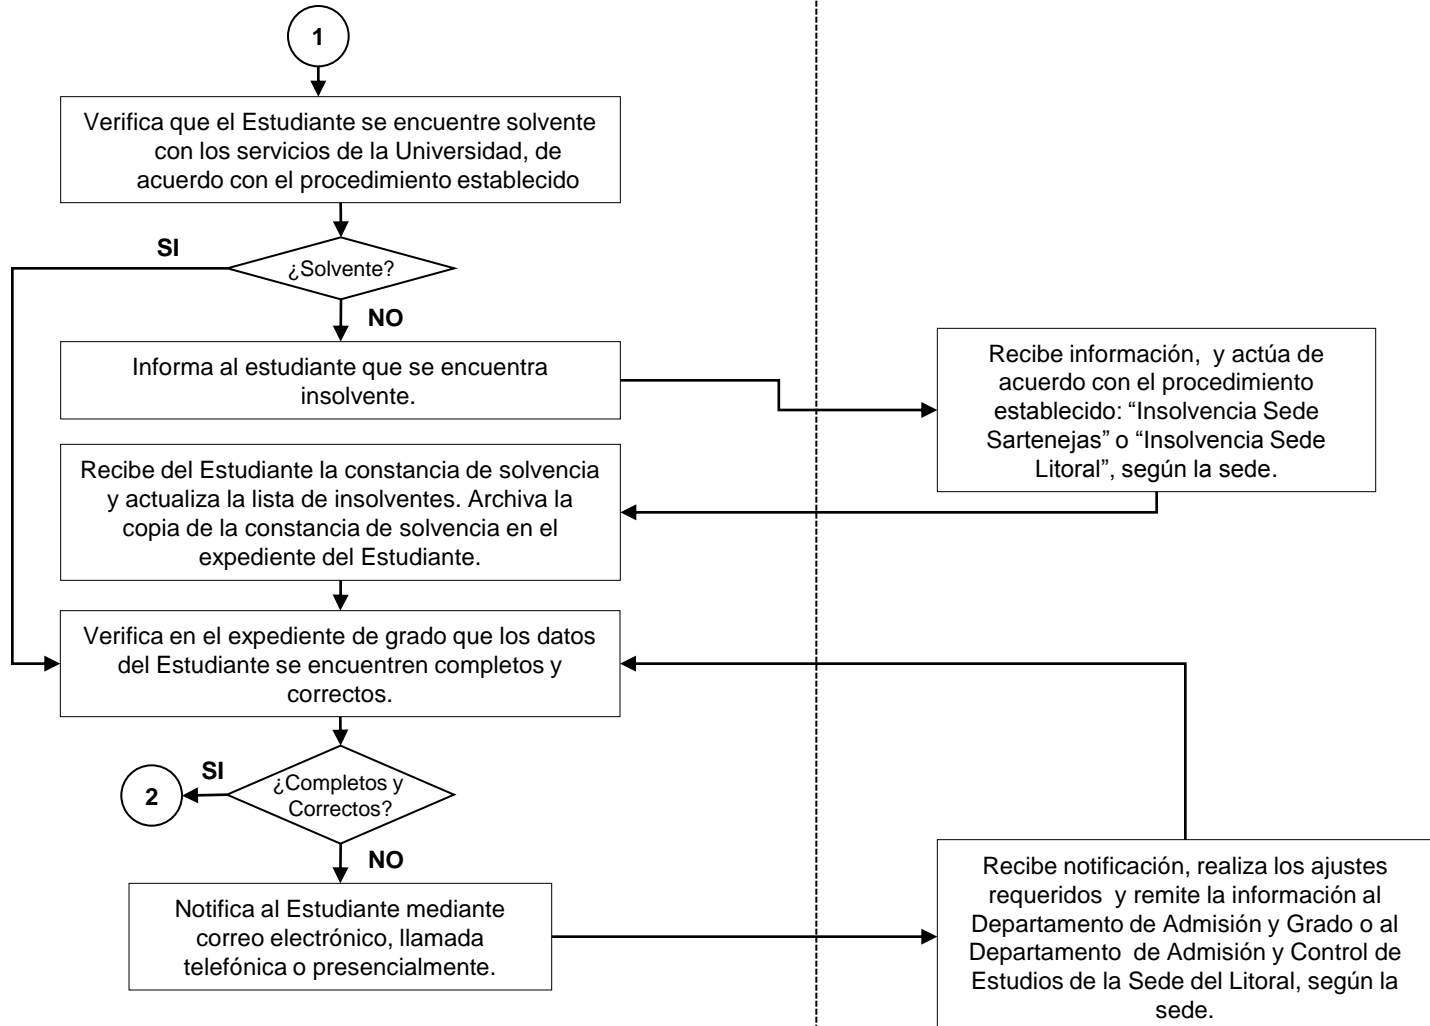 1
Verifica que el Estudiante se encuentre solvente
con los servicios de la Universidad, de
acuerdo con el procedimiento establecido
SI
¿Solvente?
NO
Informa al estudiante que se encuentra
insolvente.
Recibe información, y actúa de
acuerdo con el procedimiento
establecido: “Insolvencia Sede
Sartenejas” o “Insolvencia Sede
Litoral”, según la sede.
Recibe del Estudiante la constancia de solvencia
y actualiza la lista de insolventes. Archiva la
copia de la constancia de solvencia en el
expediente del Estudiante.
Verifica en el expediente de grado que los datos
del Estudiante se encuentren completos y
correctos.
SI
2
¿Completos y
Correctos?
NO
Notifica al Estudiante mediante
correo electrónico, llamada
telefónica o presencialmente.
Recibe notificación, realiza los ajustes
requeridos y remite la información al
Departamento de Admisión y Grado o al
Departamento de Admisión y Control de
Estudios de la Sede del Litoral, según la
sede.